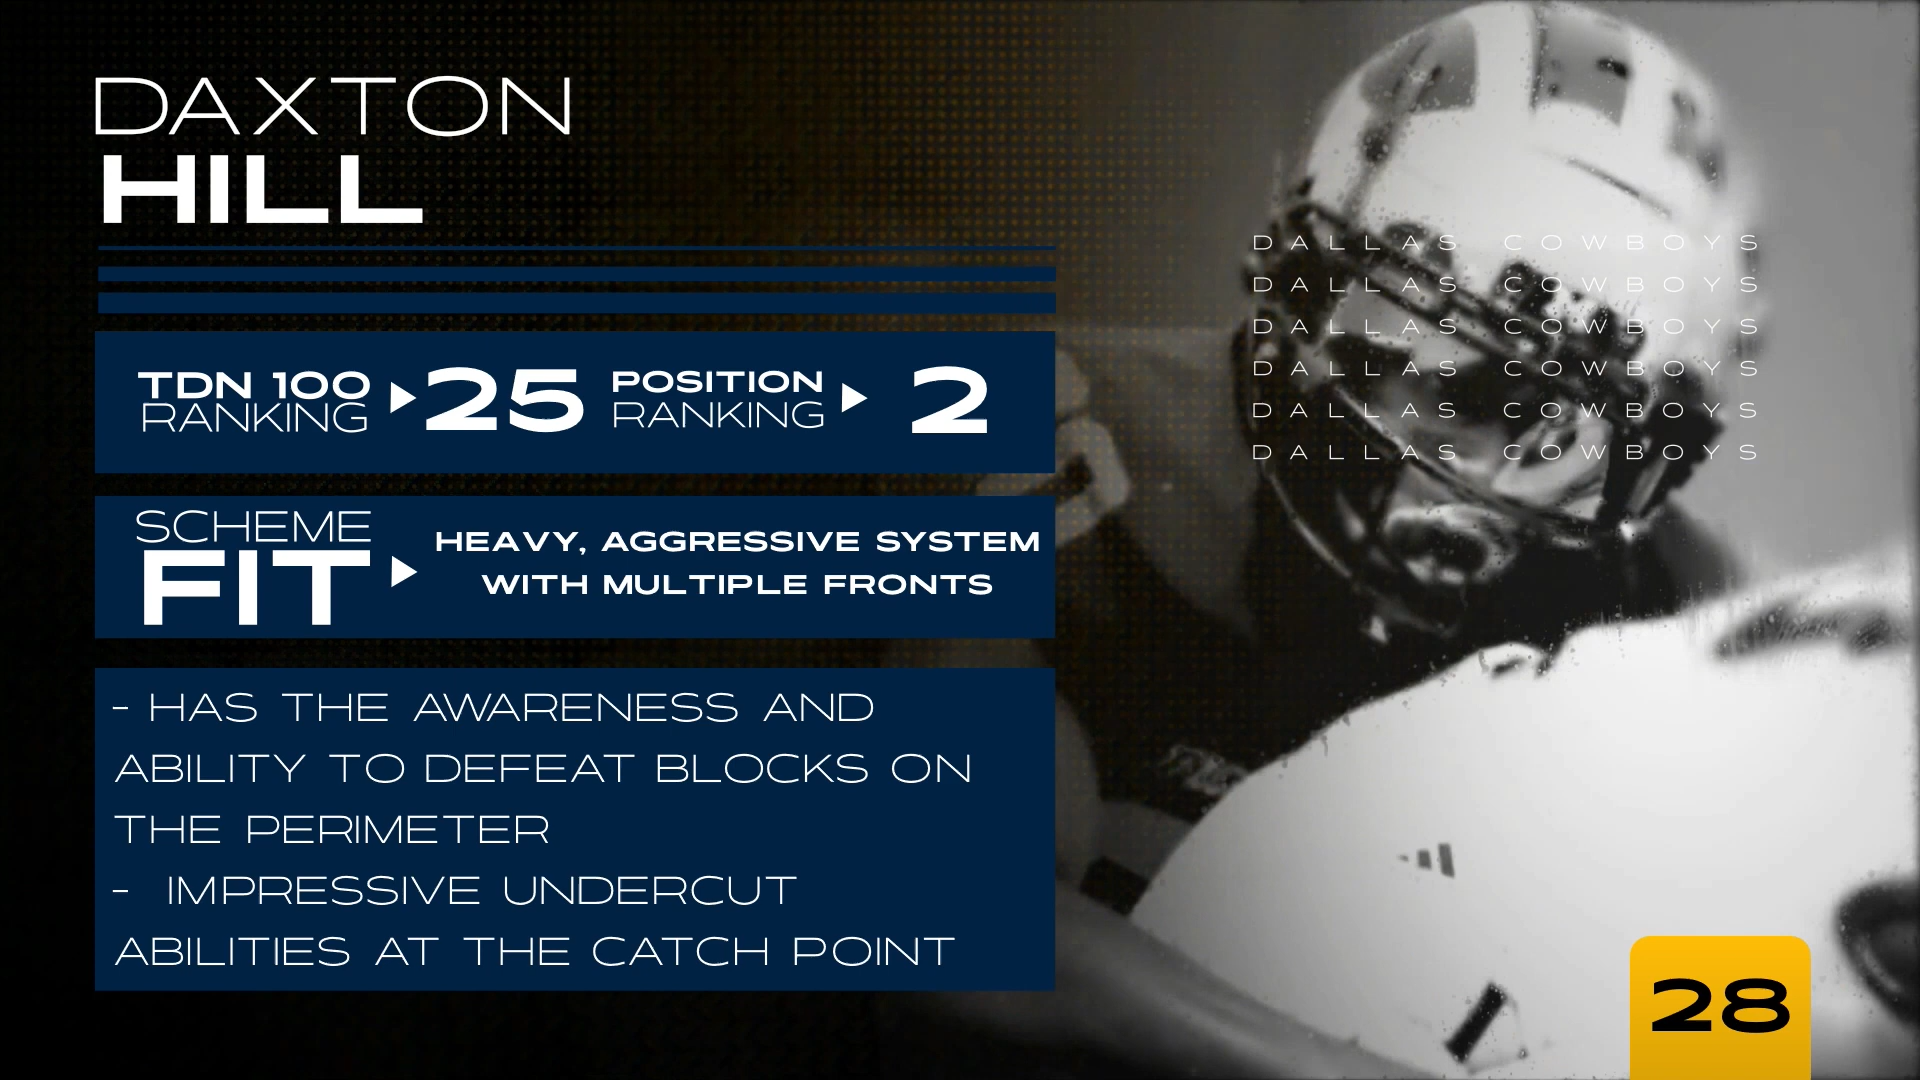 DAXTON
HILL
TDN 100
RANKING
25
POSITION
RANKING
2
SCHEME
FIT
HEAVY, AGGRESSIVE SYSTEM
WITH MULTIPLE FRONTS
- HAS THE AWARENESS AND
ABILITY TO DEFEAT BLOCKS ON
THE PERIMETER
- IMPRESSIVE UNDERCUT
ABILITIES AT THE CATCH POINT
DALLAS COWBOYS
DALLAS COWBOYS
DALLAS COWBOYS
DALLAS COWBOYS
DALLAS COWBOYS
DALLAS COWBOYS
28